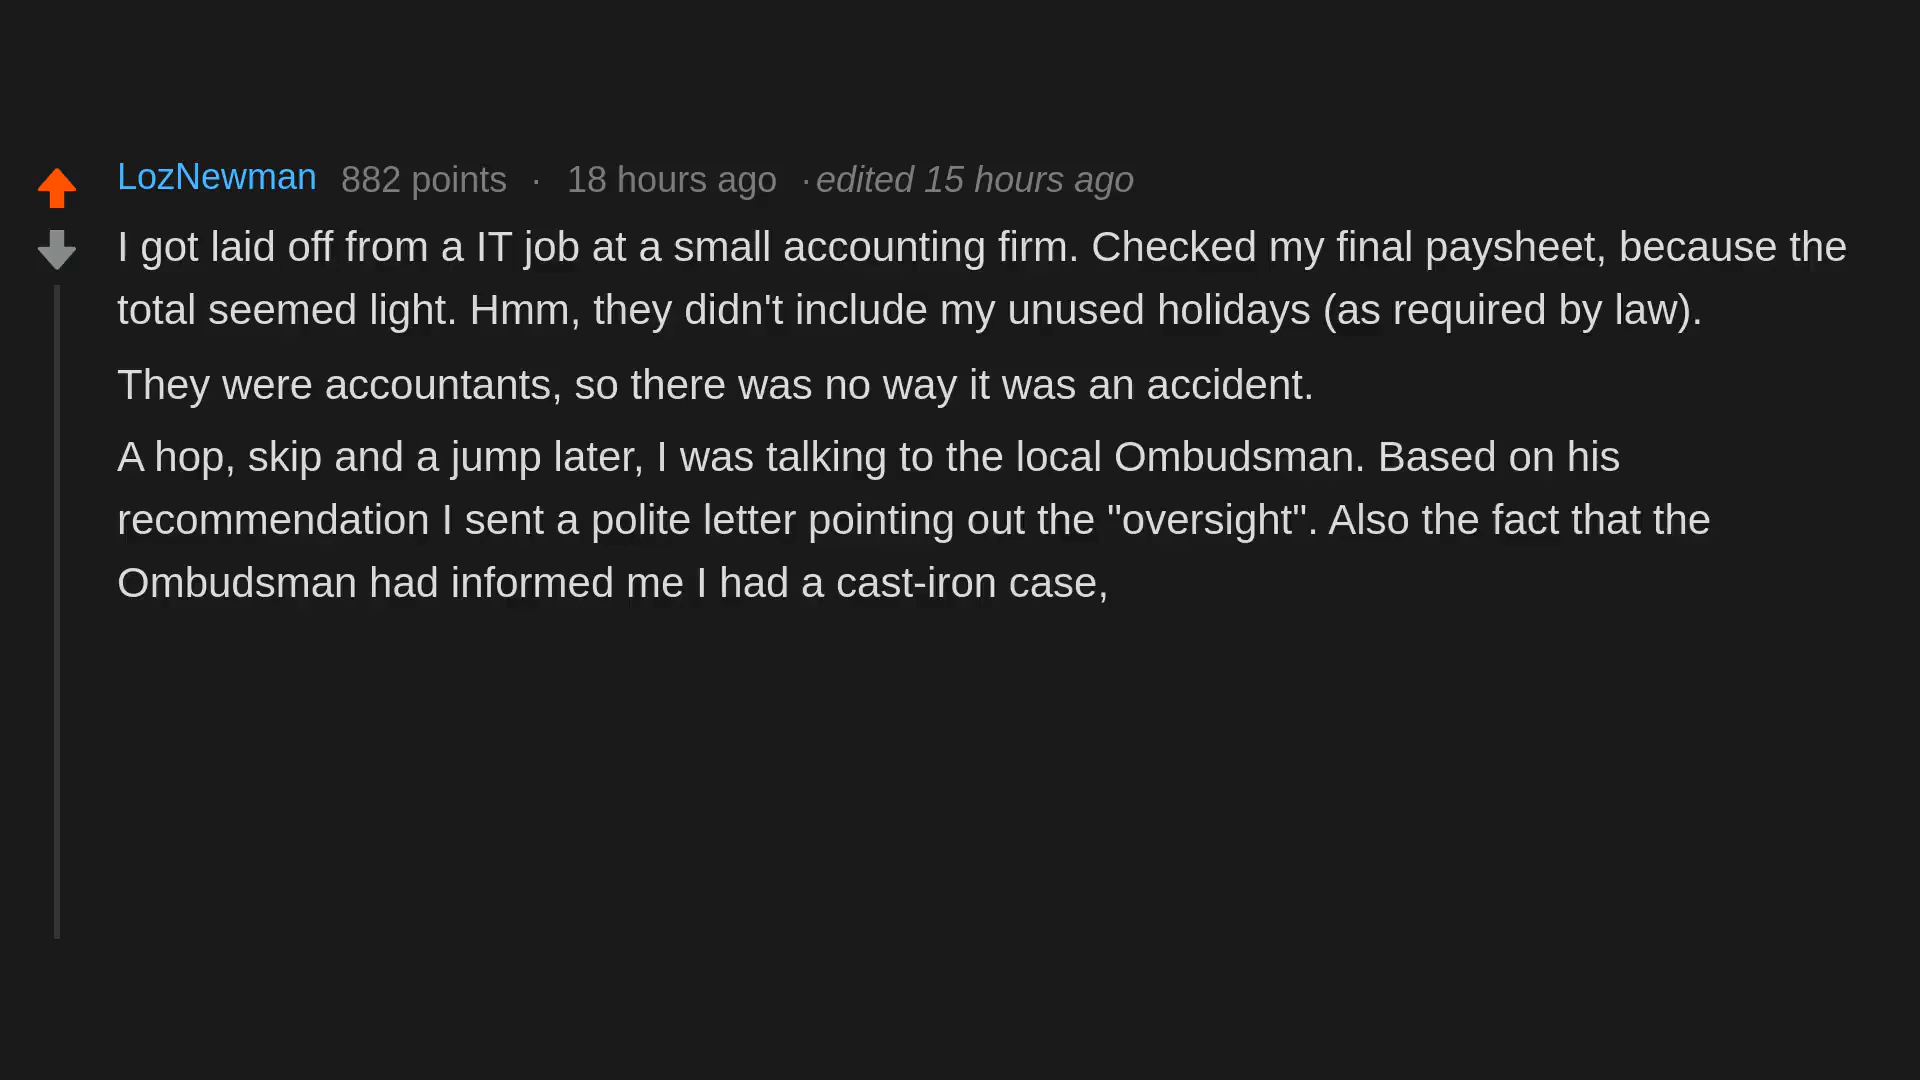 LozNewman 882 points · 18 hours ago · edited 15 hours ago
I got laid off from a IT job at a small accounting firm. Checked my final paysheet, because the
total seemed light. Hmm, they didn't include my unused holidays (as required by law).
They were accountants, so there was no way it was an accident.
A hop, skip and a jump later, I was talking to the local Ombudsman. Based on his
recommendation I sent a polite letter pointing out the "oversight". Also the fact that the
Ombudsman had informed me I had a cast-iron case,